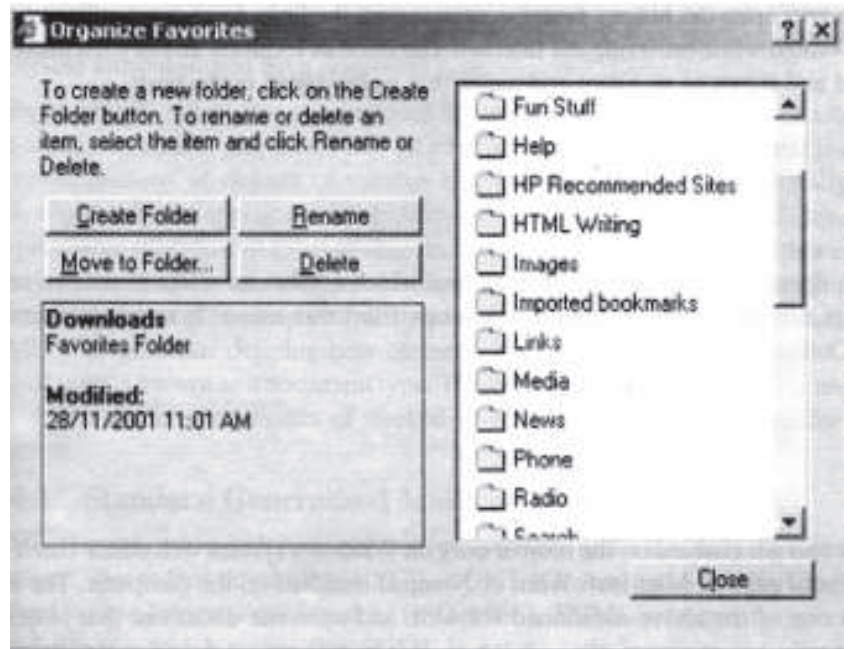 Organize Favorites
To create a new folder, click on the Create
Folder button. To rename or delete an
item, select the item and click Rename or
Delete.
Create Folder
Rename
Move to Folder...
Delete
Downloads
Favorites Folder
Modified:
28/11/2001 11:01 AM
Fun Stuff
Help
HP Recommended Sites
HTML Writing
Images
Imported bookmarks
Links
Media
News
Phone
Radio
Search
Close